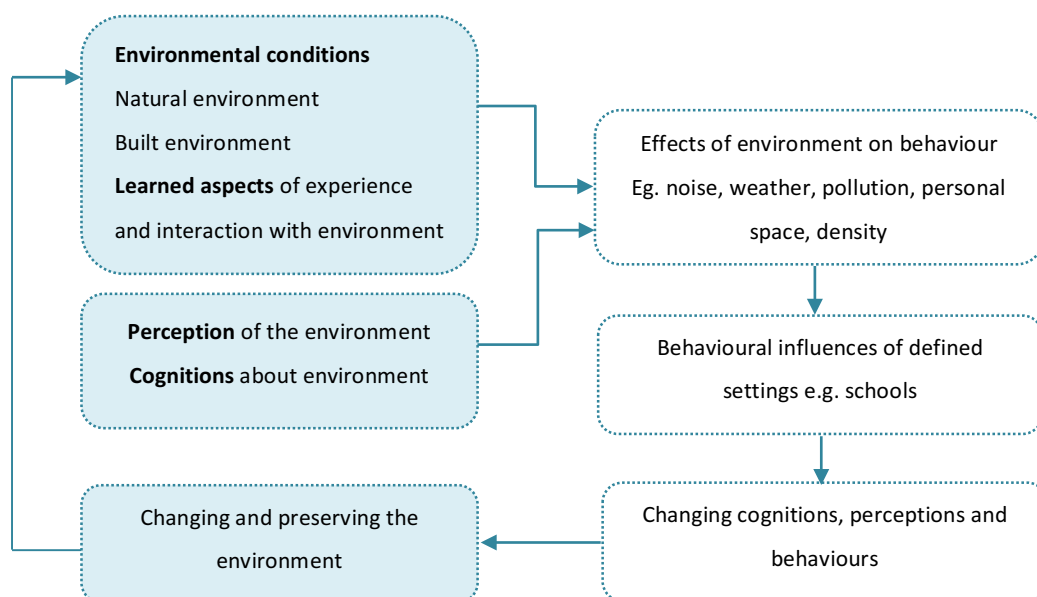 Environmental conditions
Natural environment
Built environment
Learned aspects of experience
and interaction with environment
Perception of the environment
Cognitions about environment
Effects of environment on behaviour
Eg. noise, weather, pollution, personal
space, density
Behavioural influences of defined
settings e.g. schools
Changing cognitions, perceptions and
behaviours
Changing and preserving the
environment